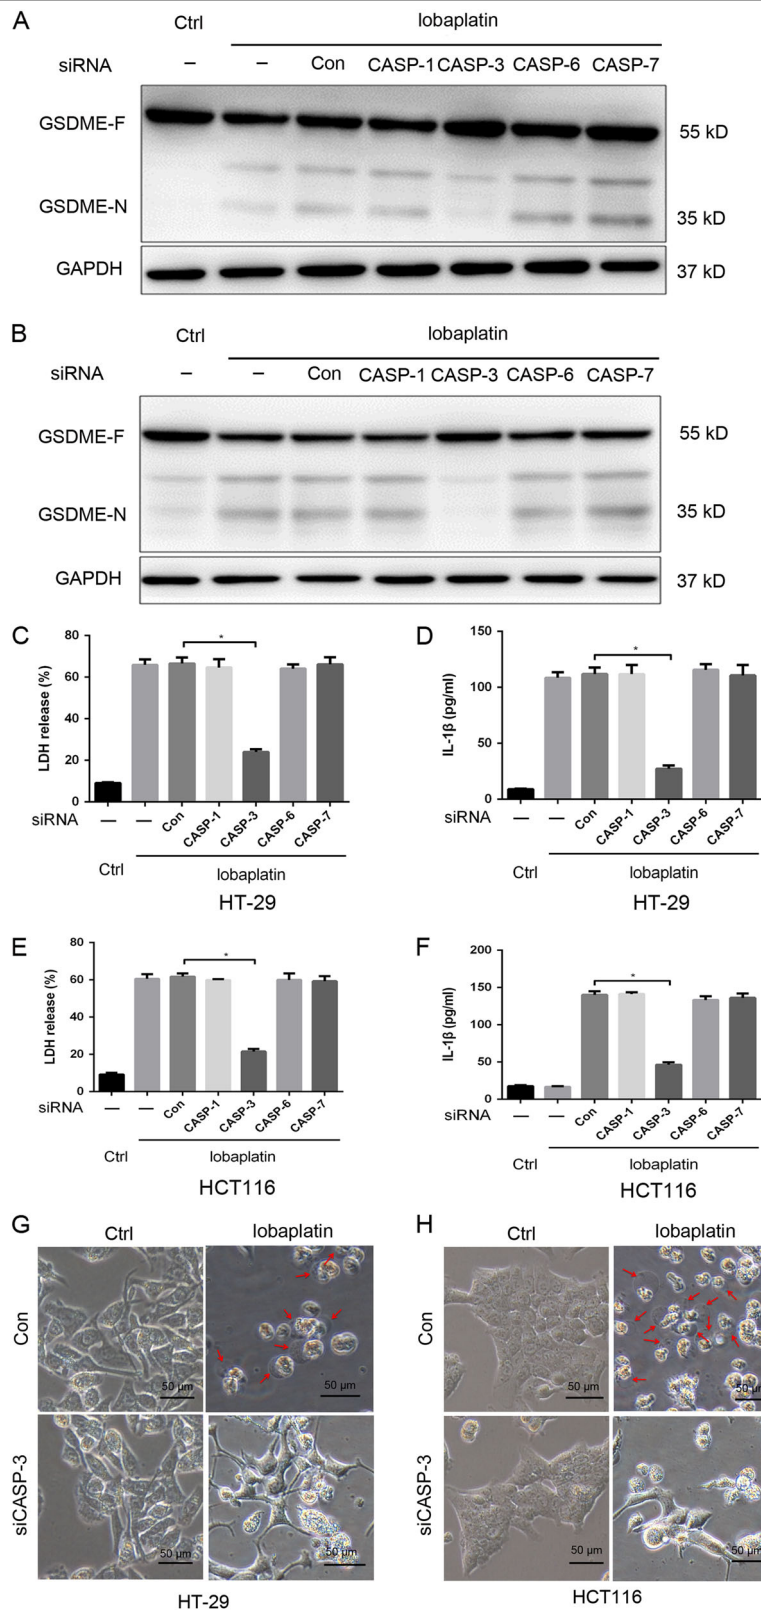 A
Ctrl lobaplatin
siRNA – – Con CASP-1 CASP-3 CASP-6 CASP-7
GSDME-F 55 kD
GSDME-N 35 kD
GAPDH 37 kD
B
Ctrl lobaplatin
siRNA – – Con CASP-1 CASP-3 CASP-6 CASP-7
GSDME-F 55 kD
GSDME-N 35 kD
GAPDH 37 kD
C
LDH release (%)
80
60
40
20
0
*
siRNA — — Con CASP-1 CASP-3 CASP-6 CASP-7
Ctrl lobaplatin
HT-29
D
IL-1β (pg/ml)
150
100
50
0
*
siRNA — — Con CASP-1 CASP-3 CASP-6 CASP-7
Ctrl lobaplatin
HT-29
E
LDH release (%)
80
60
40
20
0
*
siRNA — — Con CASP-1 CASP-3 CASP-6 CASP-7
Ctrl lobaplatin
HCT116
F
IL-1β (pg/ml)
200
150
100
50
0
*
siRNA — — Con CASP-1 CASP-3 CASP-6 CASP-7
Ctrl lobaplatin
HCT116
G
Ctrl lobaplatin
Con
50 μm 50 μm
siCASP-3
50 μm 50 μm
HT-29
H
Ctrl lobaplatin
Con
50 μm 50 μm
siCASP-3
50 μm 50 μm
HCT116